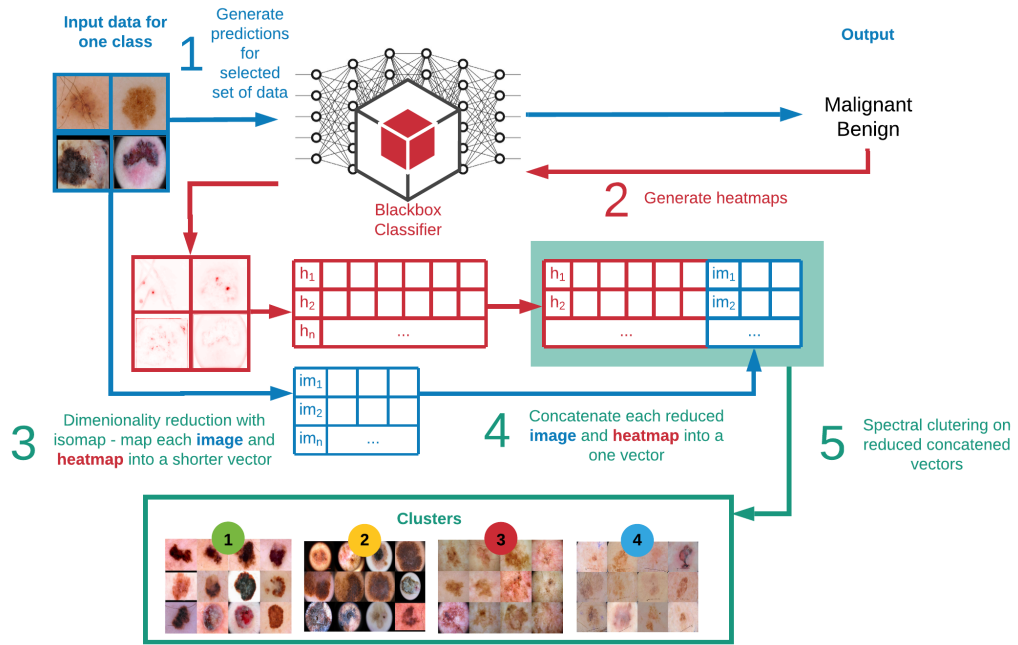 Input data for
one class
1
Generate
predictions
for
selected
set of data
Output
Malignant
Benign
Blackbox
Classifier
2
Generate heatmaps
h1
h2
hn
...
h1
h2
...
im1
im2
...
im1
im2
imn
...
3
Dimenionality reduction with
isomap - map each image and
heatmap into a shorter vector
4
Concatenate each reduced
image and heatmap into a
one vector
5
Spectral clutering on
reduced concatened
vectors
Clusters
1
2
3
4